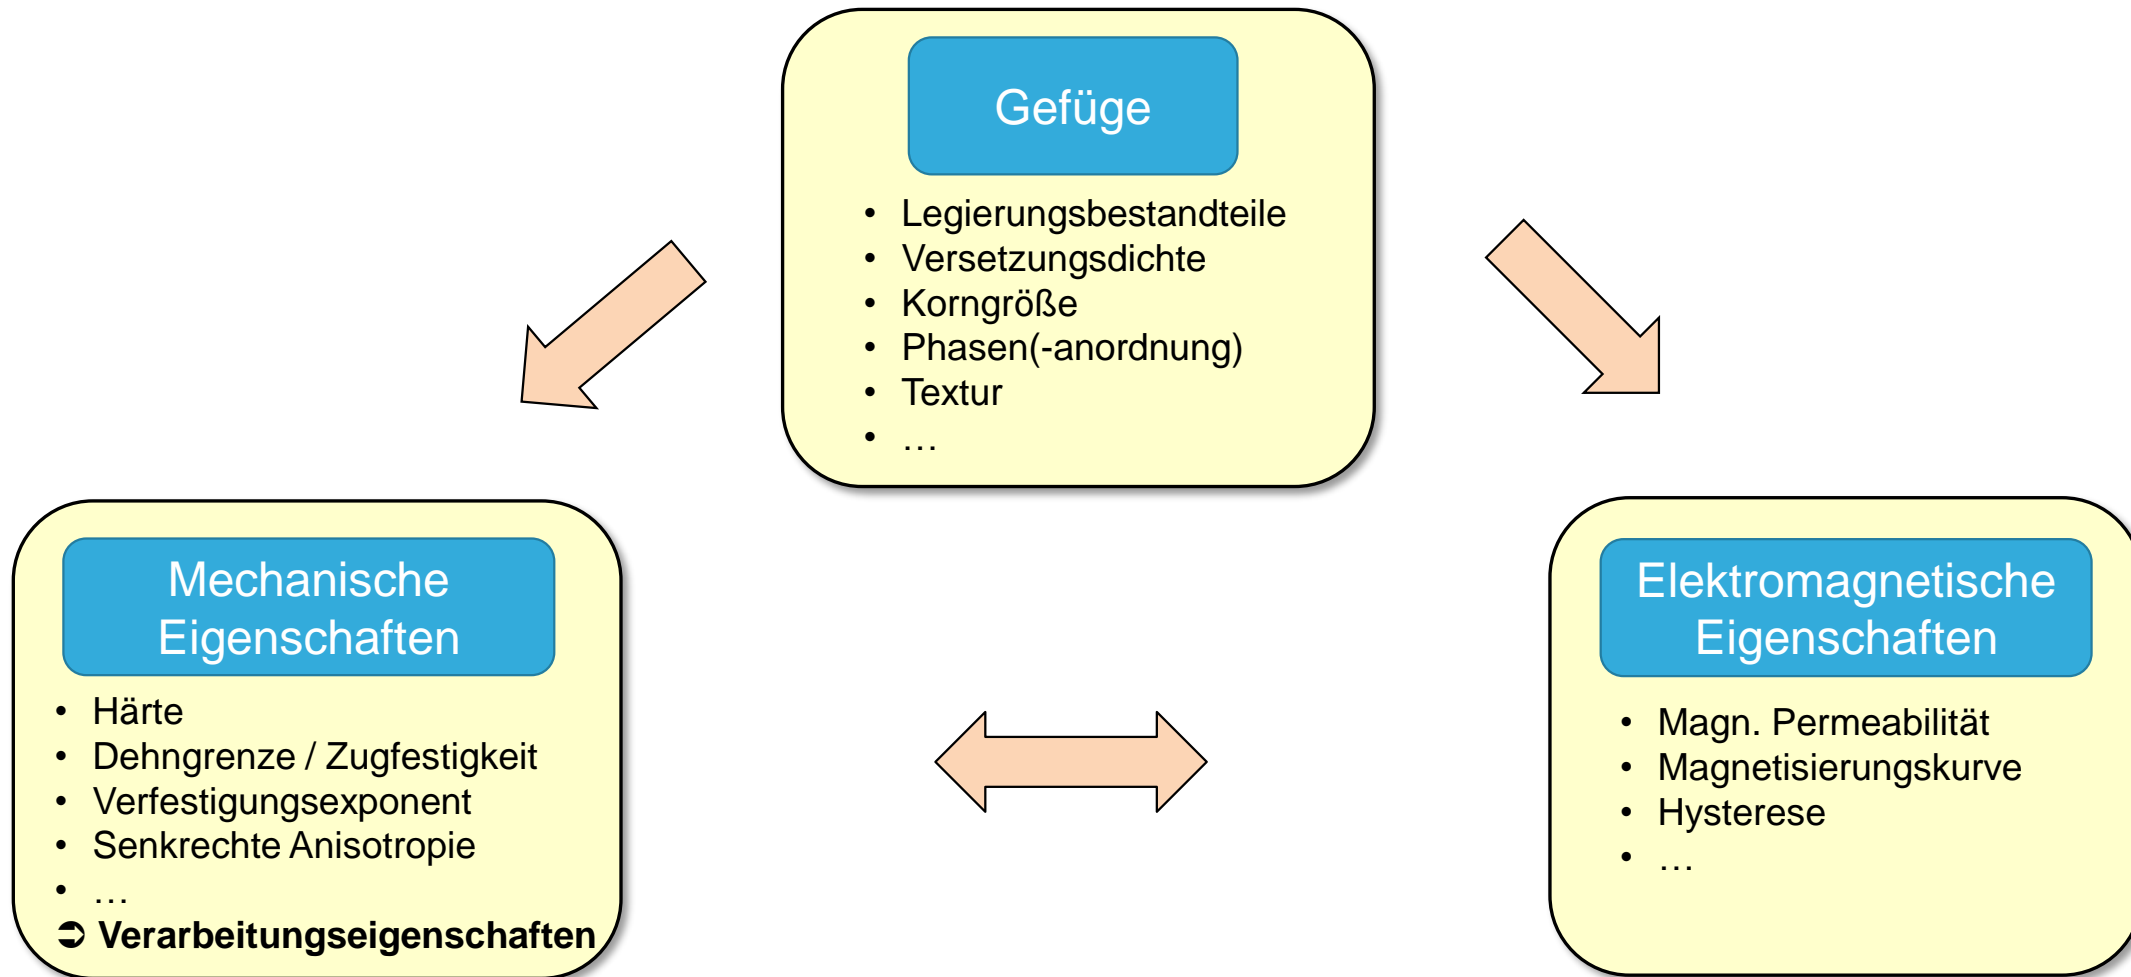 Gefüge
• Legierungsbestandteile
• Versetzungsdichte
• Korngröße
• Phasen(-anordnung)
• Textur
• …
Mechanische
Eigenschaften
• Härte
• Dehngrenze / Zugfestigkeit
• Verfestigungsexponent
• Senkrechte Anisotropie
• …
➲ Verarbeitungseigenschaften
Elektromagnetische
Eigenschaften
• Magn. Permeabilität
• Magnetisierungskurve
• Hysterese
• …